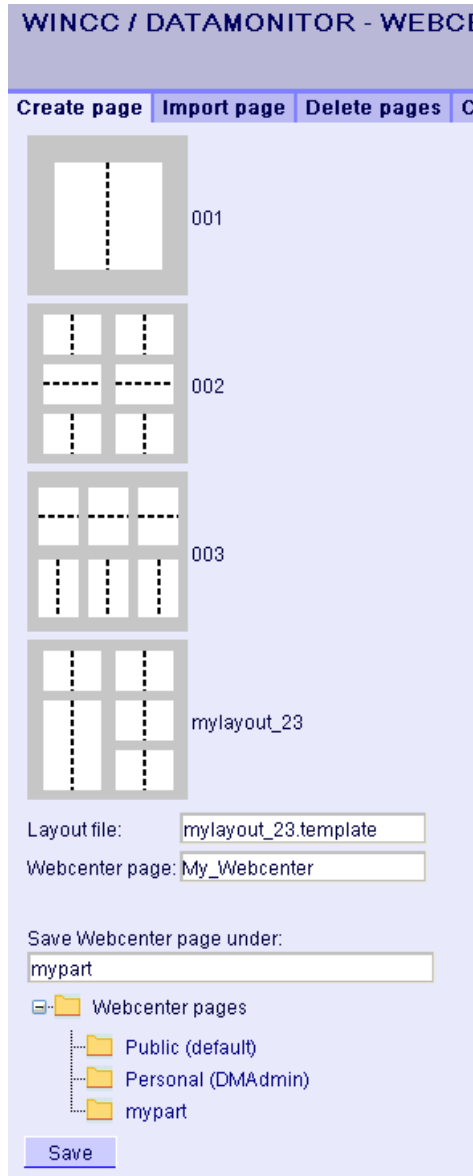 WINCC / DATAMONITOR - WEBCE
Create page Import page Delete pages C
001
002
003
mylayout_23
Layout file: mylayout_23.template
Webcenter page: My_Webcenter
Save Webcenter page under:
mypart
Webcenter pages
Public (default)
Personal (DMAdmin)
mypart
Save